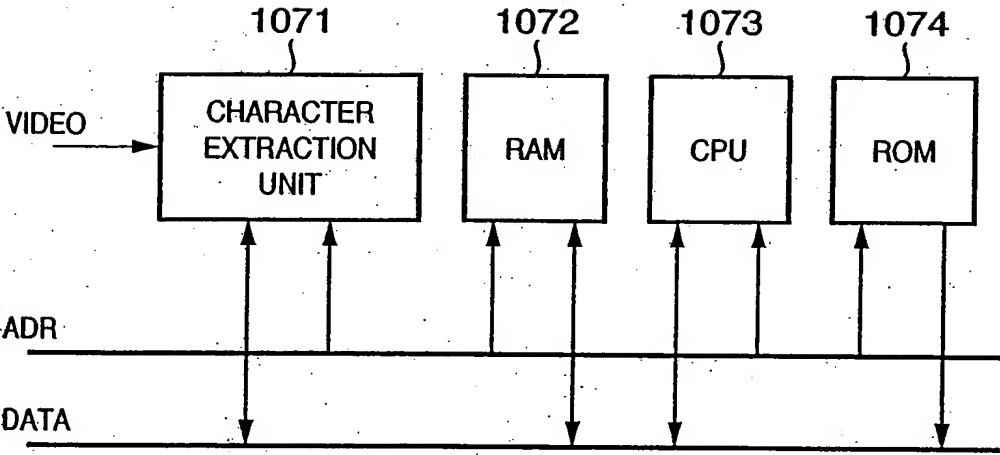 1071
1072
1073
1074
VIDEO
CHARACTER
EXTRACTION
UNIT
RAM
CPU
ROM
ADR
DATA